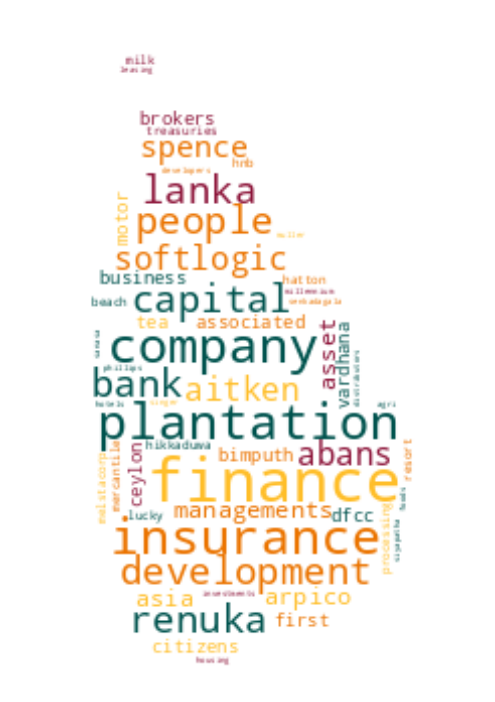 milk
leasing
brokers
treasuries
spence
hnb
developers
lanka
motor
people
softlogic
business
hatton
millennium
beach
capital
tea
associated
company
asset
vardhana
distributors
phillips
bank
aitken
hotels
singer
agri
plantation
hikkaduwa
abans
bimputh
resort
melstacorp
mercantile
ceylon
finance
foods
managements
lucky
dfcc
processing
siyapatha
insurance
development
asia
investments
arpico
renuka
first
citizens
housing